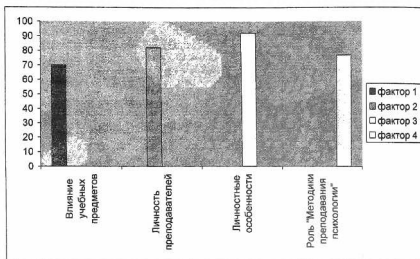 100
90
80
70
60
50
40
30
20
10
0
Влияние
учебных
предметов
Личность
преподавателей
Личностные
особенности
Роль "Методики
преподавания
психологии"
фактор 1
фактор 2
фактор 3
фактор 4